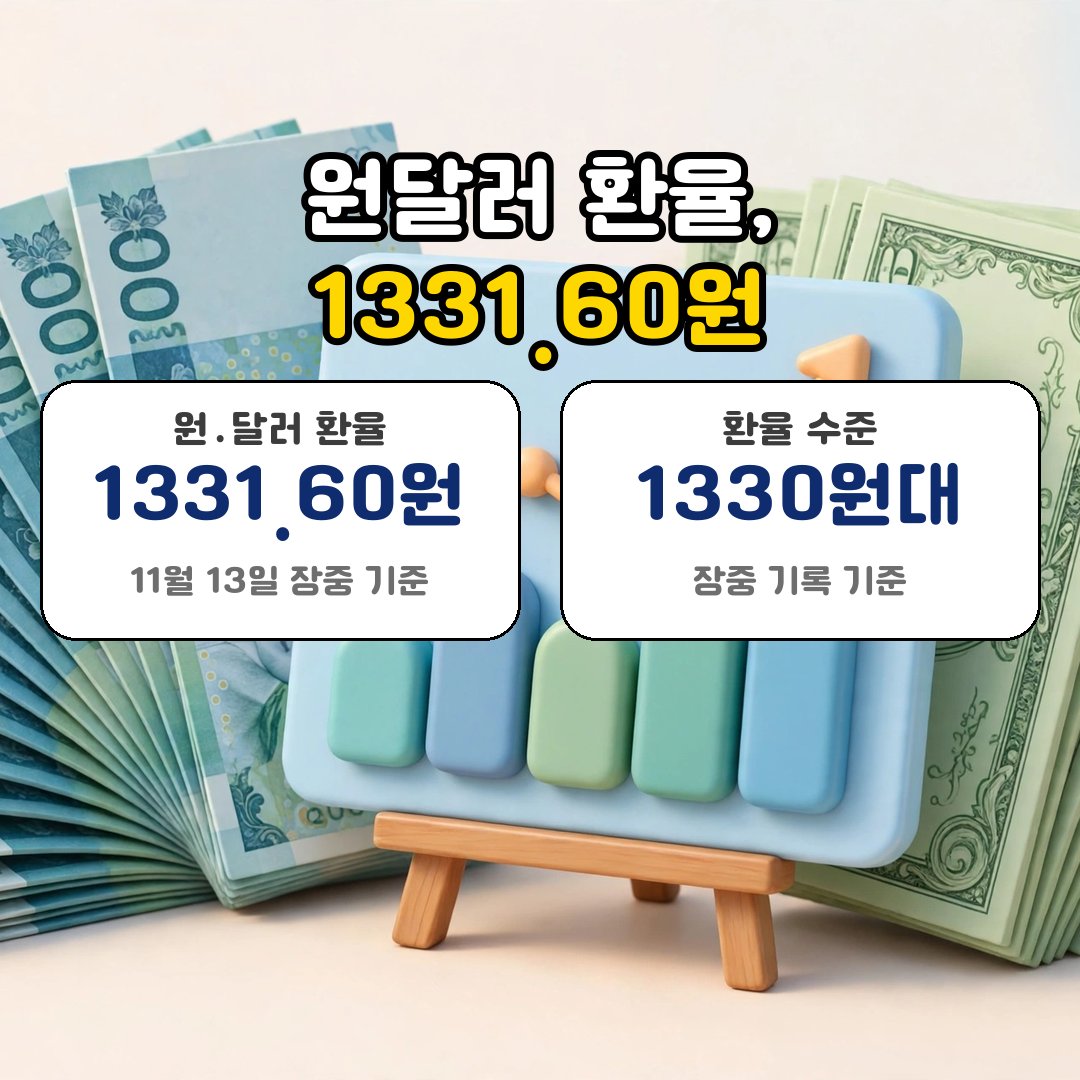 원달러 환율,
1331.60원
원.달러 환율
1331.60원
11월 13일 장중 기준
환율 수준
1330원대
장중 기록 기준